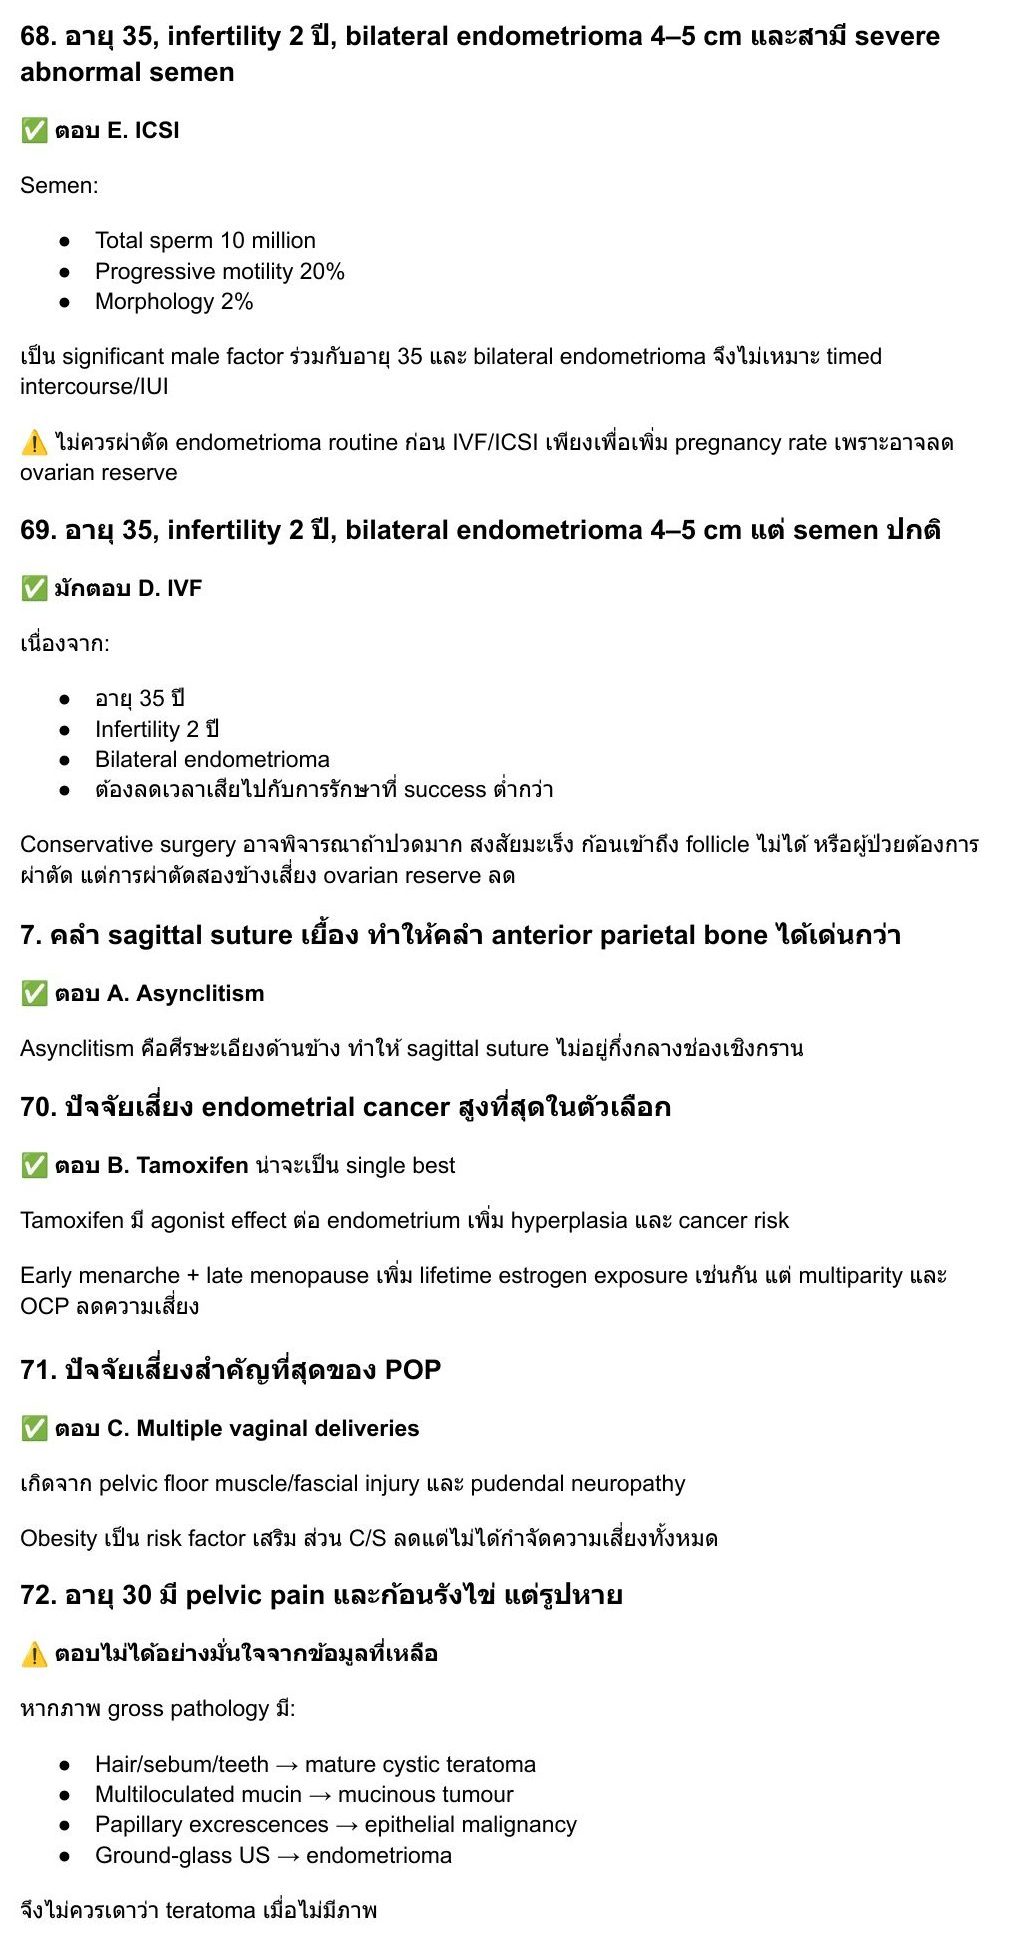 68. อายุ 35, infertility 2 ปี, bilateral endometrioma 4–5 cm และสามี severe
abnormal semen
✅ ตอบ E. ICSI
Semen:
● Total sperm 10 million
● Progressive motility 20%
● Morphology 2%
เป็น significant male factor ร่วมกับอายุ 35 และ bilateral endometrioma จึงไม่เหมาะ timed
intercourse/IUI
⚠️ ไม่ควรผ่าตัด endometrioma routine ก่อน IVF/ICSI เพียงเพื่อเพิ่ม pregnancy rate เพราะอาจลด
ovarian reserve
69. อายุ 35, infertility 2 ปี, bilateral endometrioma 4–5 cm แต่ semen ปกติ
✅ มักตอบ D. IVF
เนื่องจาก:
● อายุ 35 ปี
● Infertility 2 ปี
● Bilateral endometrioma
● ต้องลดเวลาเสียไปกับการรักษาที่ success ต่ำกว่า
Conservative surgery อาจพิจารณาถ้าปวดมาก สงสัยมะเร็ง ก้อนเข้าถึง follicle ไม่ได้ หรือผู้ป่วยต้องการ
ผ่าตัด แต่การผ่าตัดสองข้างเสี่ยง ovarian reserve ลด
7. คลำ sagittal suture เยื้อง ทำให้คลำ anterior parietal bone ได้เด่นกว่า
✅ ตอบ A. Asynclitism
Asynclitism คือศีรษะเอียงด้านข้าง ทำให้ sagittal suture ไม่อยู่กึ่งกลางช่องเชิงกราน
70. ปัจจัยเสี่ยง endometrial cancer สูงที่สุดในตัวเลือก
✅ ตอบ B. Tamoxifen น่าจะเป็น single best
Tamoxifen มี agonist effect ต่อ endometrium เพิ่ม hyperplasia และ cancer risk
Early menarche + late menopause เพิ่ม lifetime estrogen exposure เช่นกัน แต่ multiparity และ
OCP ลดความเสี่ยง
71. ปัจจัยเสี่ยงสำคัญที่สุดของ POP
✅ ตอบ C. Multiple vaginal deliveries
เกิดจาก pelvic floor muscle/fascial injury และ pudendal neuropathy
Obesity เป็น risk factor เสริม ส่วน C/S ลดแต่ไม่ได้กำจัดความเสี่ยงทั้งหมด
72. อายุ 30 มี pelvic pain และก้อนรังไข่ แต่รูปหาย
⚠️ ตอบไม่ได้อย่างมั่นใจจากข้อมูลที่เหลือ
หากภาพ gross pathology มี:
● Hair/sebum/teeth → mature cystic teratoma
● Multiloculated mucin → mucinous tumour
● Papillary excrescences → epithelial malignancy
● Ground-glass US → endometrioma
จึงไม่ควรเดาว่า teratoma เมื่อไม่มีภาพ